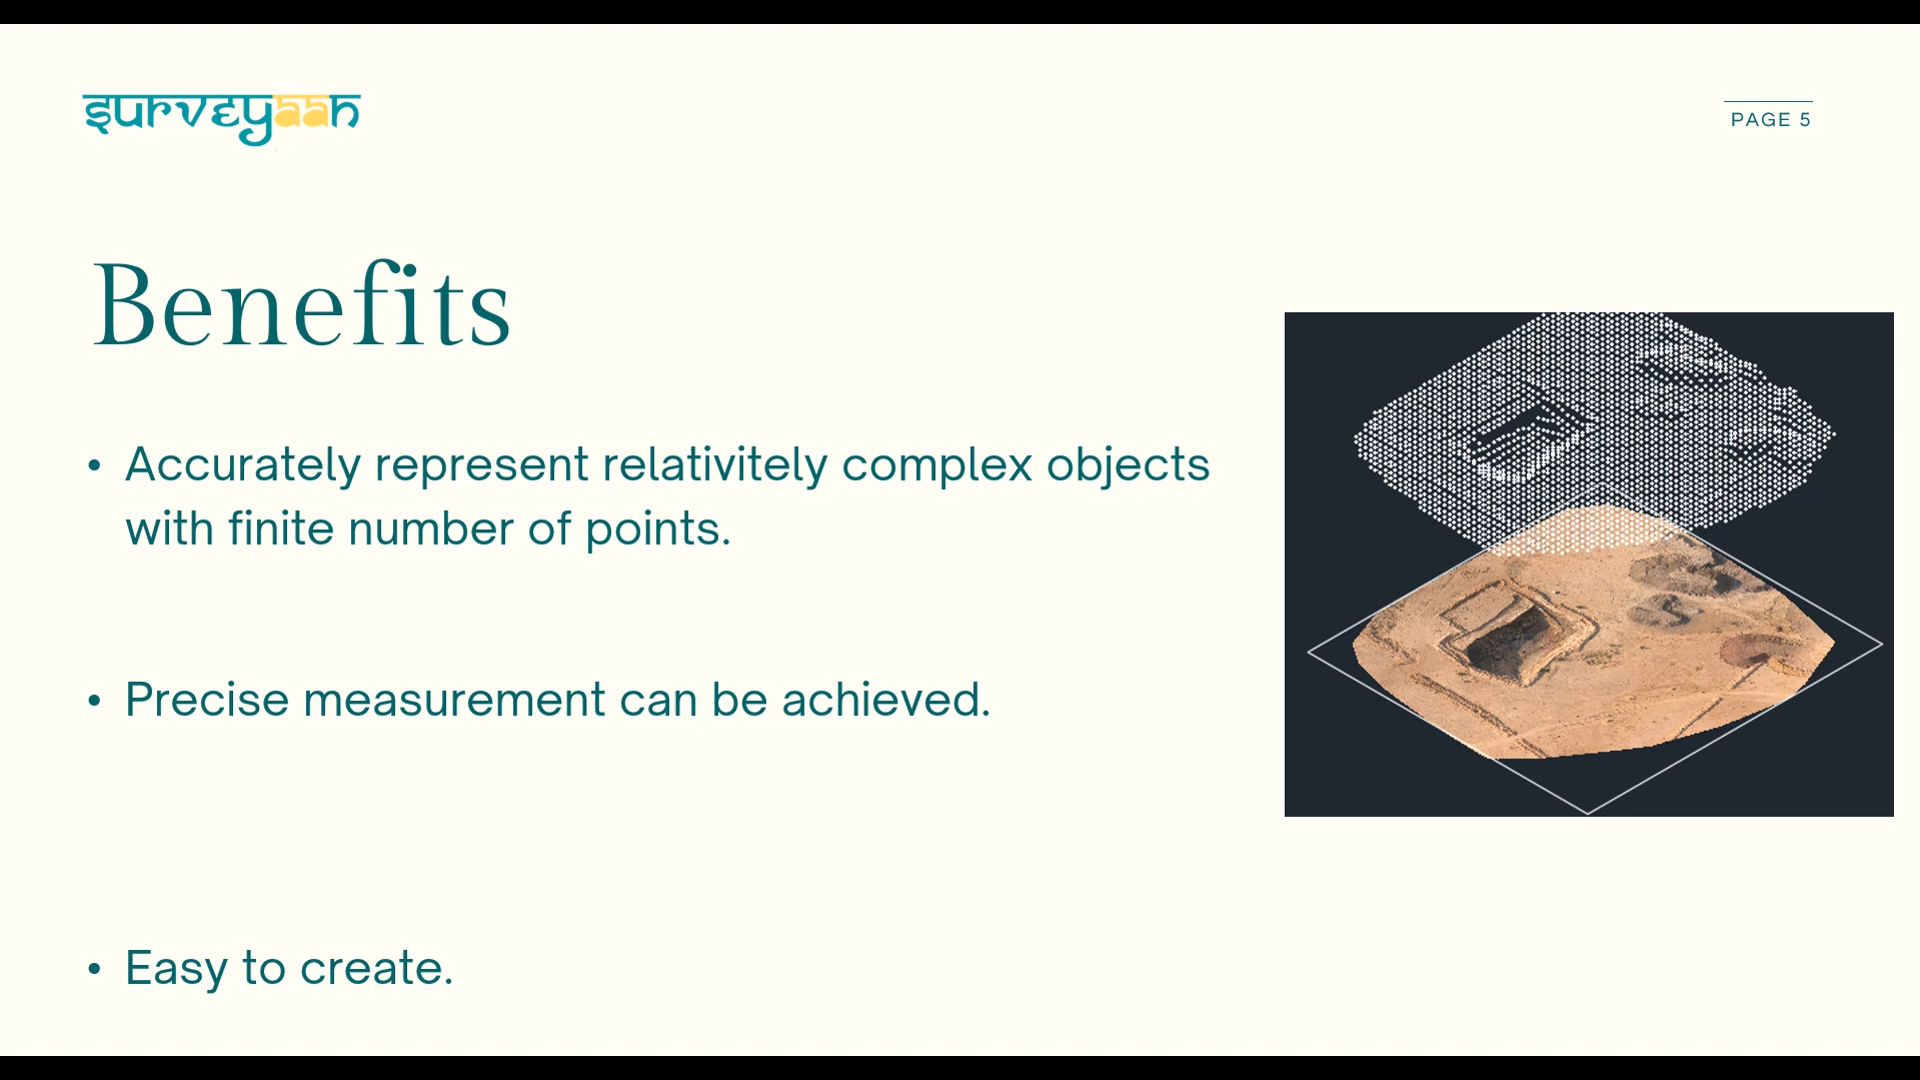 surveyaan
PAGE 5
Benefits
• Accurately represent relativitely complex objects
with finite number of points.
• Precise measurement can be achieved.
• Easy to create.